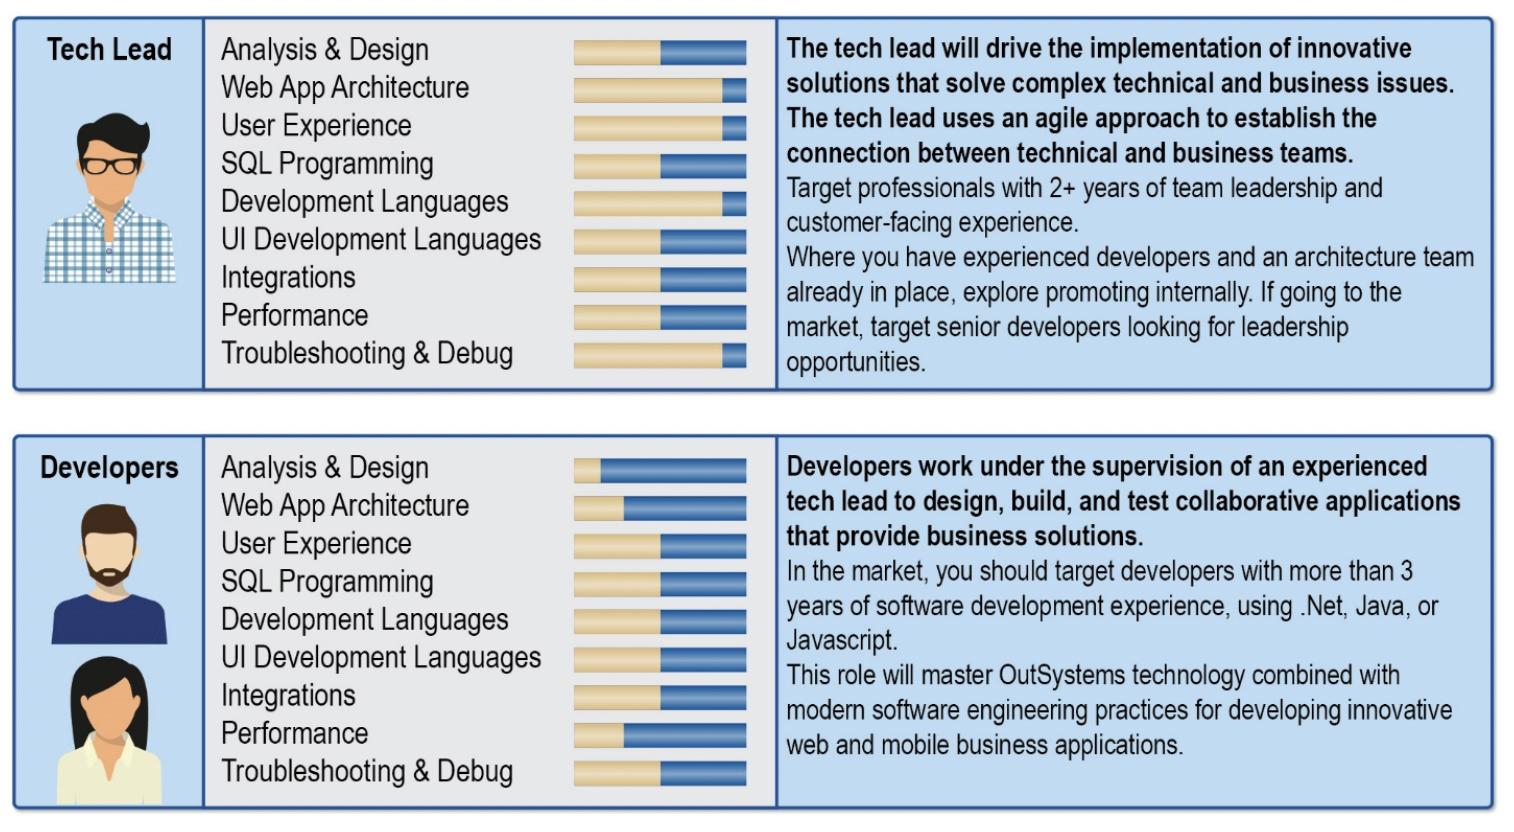 Tech Lead
Analysis & Design
Web App Architecture
User Experience
SQL Programming
Development Languages
UI Development Languages
Integrations
Performance
Troubleshooting & Debug
The tech lead will drive the implementation of innovative
solutions that solve complex technical and business issues.
The tech lead uses an agile approach to establish the
connection between technical and business teams.
Target professionals with 2+ years of team leadership and
customer-facing experience.
Where you have experienced developers and an architecture team
already in place, explore promoting internally. If going to the
market, target senior developers looking for leadership
opportunities.
Developers
Analysis & Design
Web App Architecture
User Experience
SQL Programming
Development Languages
UI Development Languages
Integrations
Performance
Troubleshooting & Debug
Developers work under the supervision of an experienced
tech lead to design, build, and test collaborative applications
that provide business solutions.
In the market, you should target developers with more than 3
years of software development experience, using .Net, Java, or
Javascript.
This role will master OutSystems technology combined with
modern software engineering practices for developing innovative
web and mobile business applications.